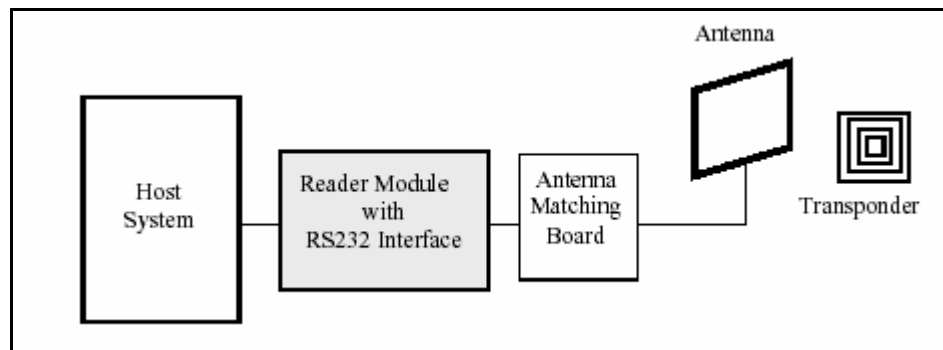 Antenna
Host
System
Reader Module
with
RS232 Interface
Antenna
Matching
Board
Transponder